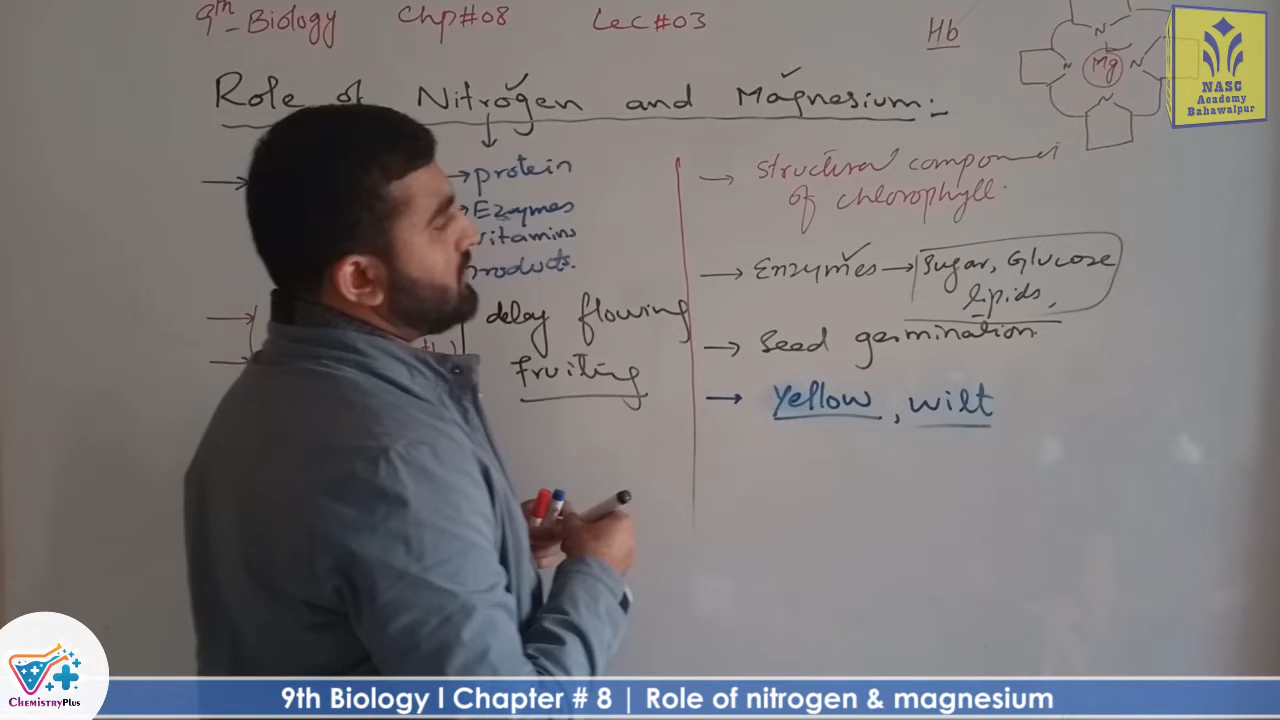 9th Biology Chp#08 Lec#03
Hb
Role of Nitrogen and Magnesium:
N
N N
Mg
NASC
Academy
Bahawalpur
→ protein
Ezymes
vitamins
products.
delay flowing
fruiting
→ structural component
of chlorophyll.
→ Enzymes → Sugar, Glucose
lipids,
→ Seed germination.
→ Yellow, wilt
ChemistryPlus
9th Biology l Chapter # 8 | Role of nitrogen & magnesium